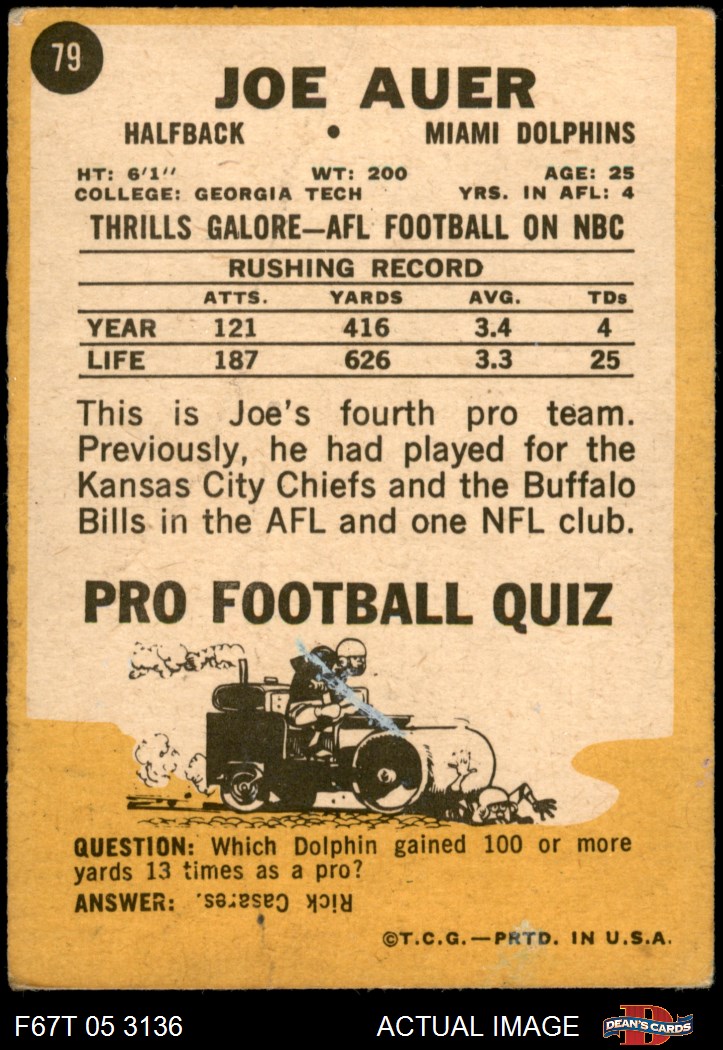 79
JOE AUER
HALFBACK • MIAMI DOLPHINS
HT: 6'1" WT: 200 AGE: 25
COLLEGE: GEORGIA TECH YRS. IN AFL: 4
THRILLS GALORE—AFL FOOTBALL ON NBC
RUSHING RECORD
ATTS. YARDS AVG. TDs
YEAR 121 416 3.4 4
LIFE 187 626 3.3 25
This is Joe's fourth pro team.
Previously, he had played for the
Kansas City Chiefs and the Buffalo
Bills in the AFL and one NFL club.
PRO FOOTBALL QUIZ
QUESTION: Which Dolphin gained 100 or more
yards 13 times as a pro?
ANSWER: Rick Casares.
©T.C.G.—PRTD. IN U.S.A.
F67T 05 3136 ACTUAL IMAGE D DEAN'S CARDS